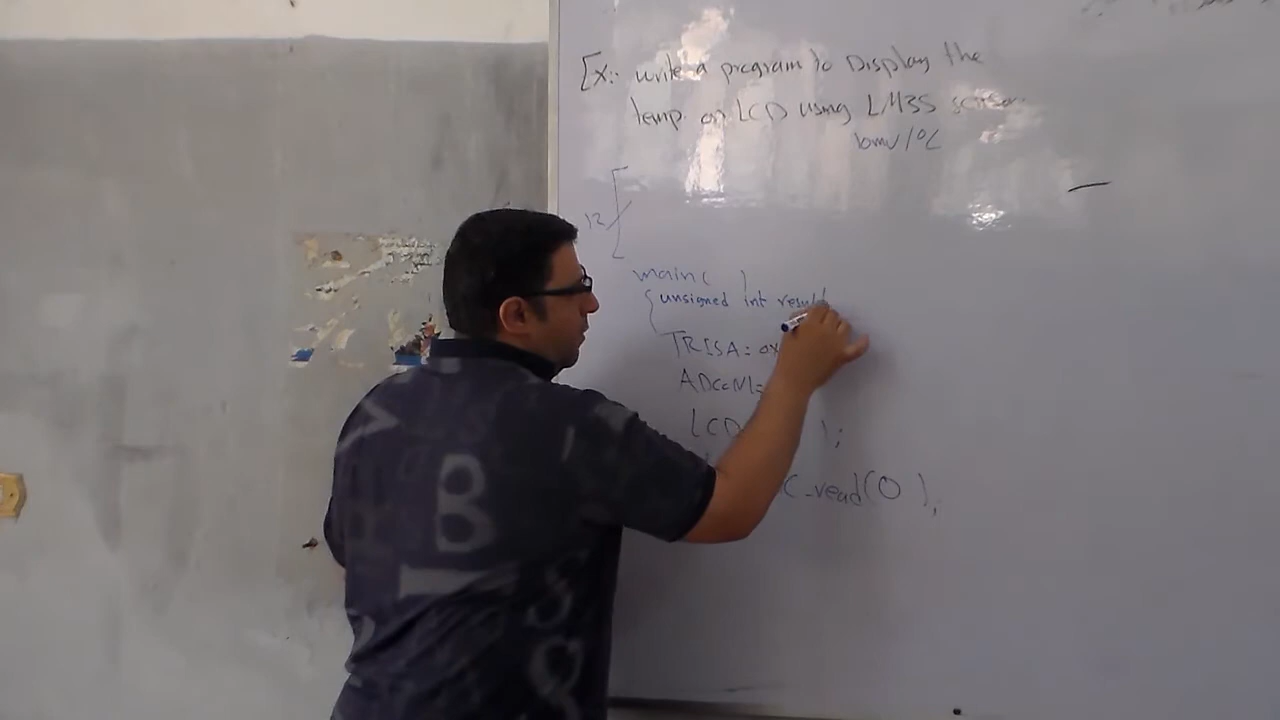 Ex: write a program to Display the
temp. on LCD using LM35 sensor
10mv/°C
12
main( )
{ unsigned int result
TRISA= 0x
ADCON1=
LCD ) ;
C_read(0);
B